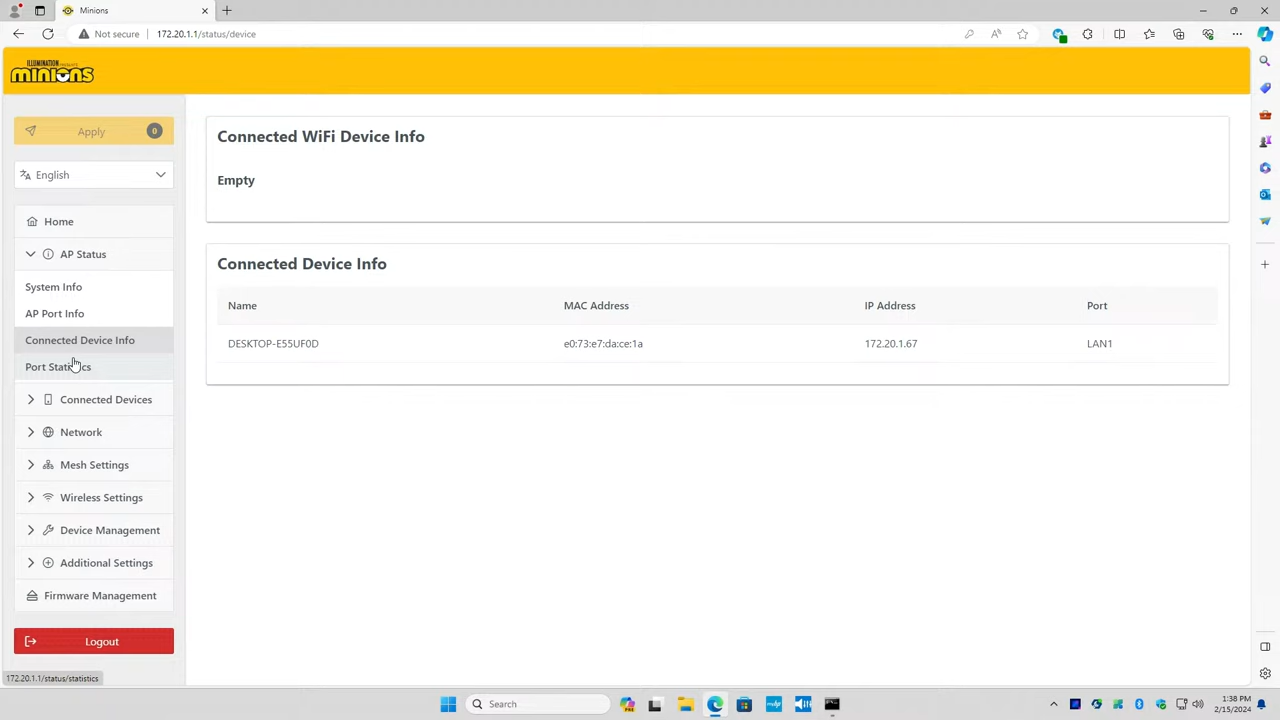 Minions
Not secure
172.20.1.1/status/device
ILLUMINATION
minions
Apply
0
English
Connected WiFi Device Info
Empty
Home
AP Status
System Info
AP Port Info
Connected Device Info
Port Statistics
Connected Devices
Network
Mesh Settings
Wireless Settings
Device Management
Additional Settings
Firmware Management
Logout
Connected Device Info
Name MAC Address IP Address Port
DESKTOP-E55UF0D e0:73:e7:da:ce:1a 172.20.1.67 LAN1
172.20.1.1/status/statistics
Search
1:38 PM
2/15/2024